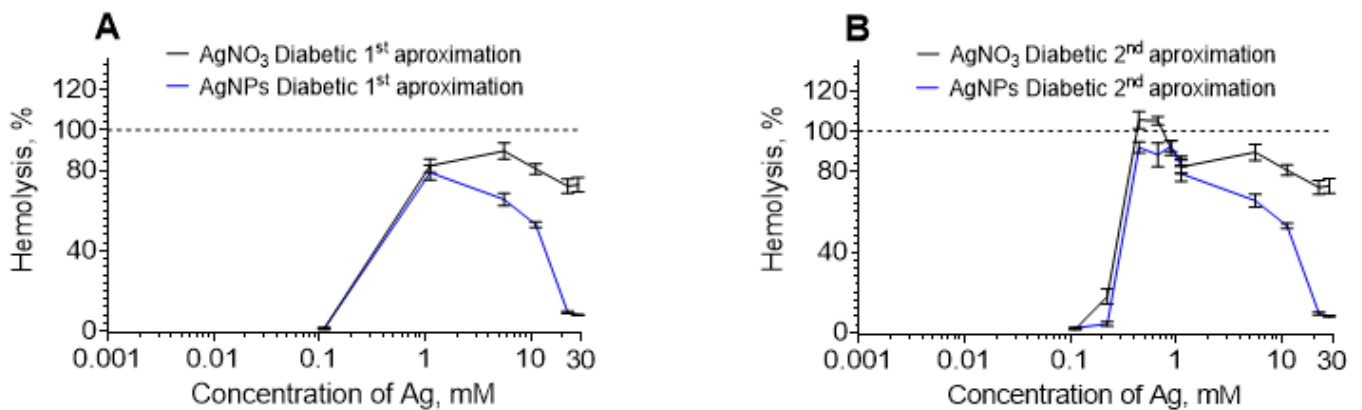 A
AgNO₃ Diabetic 1ˢᵗ aproximation
AgNPs Diabetic 1ˢᵗ aproximation
120
100
80
40
0
Hemolysis, %
0.001 0.01 0.1 1 10 30
Concentration of Ag, mM
B
AgNO₃ Diabetic 2ⁿᵈ aproximation
AgNPs Diabetic 2ⁿᵈ aproximation
120
100
80
40
0
Hemolysis, %
0.001 0.01 0.1 1 10 30
Concentration of Ag, mM